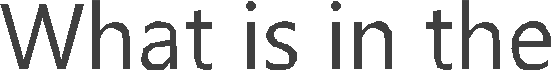 What is in the